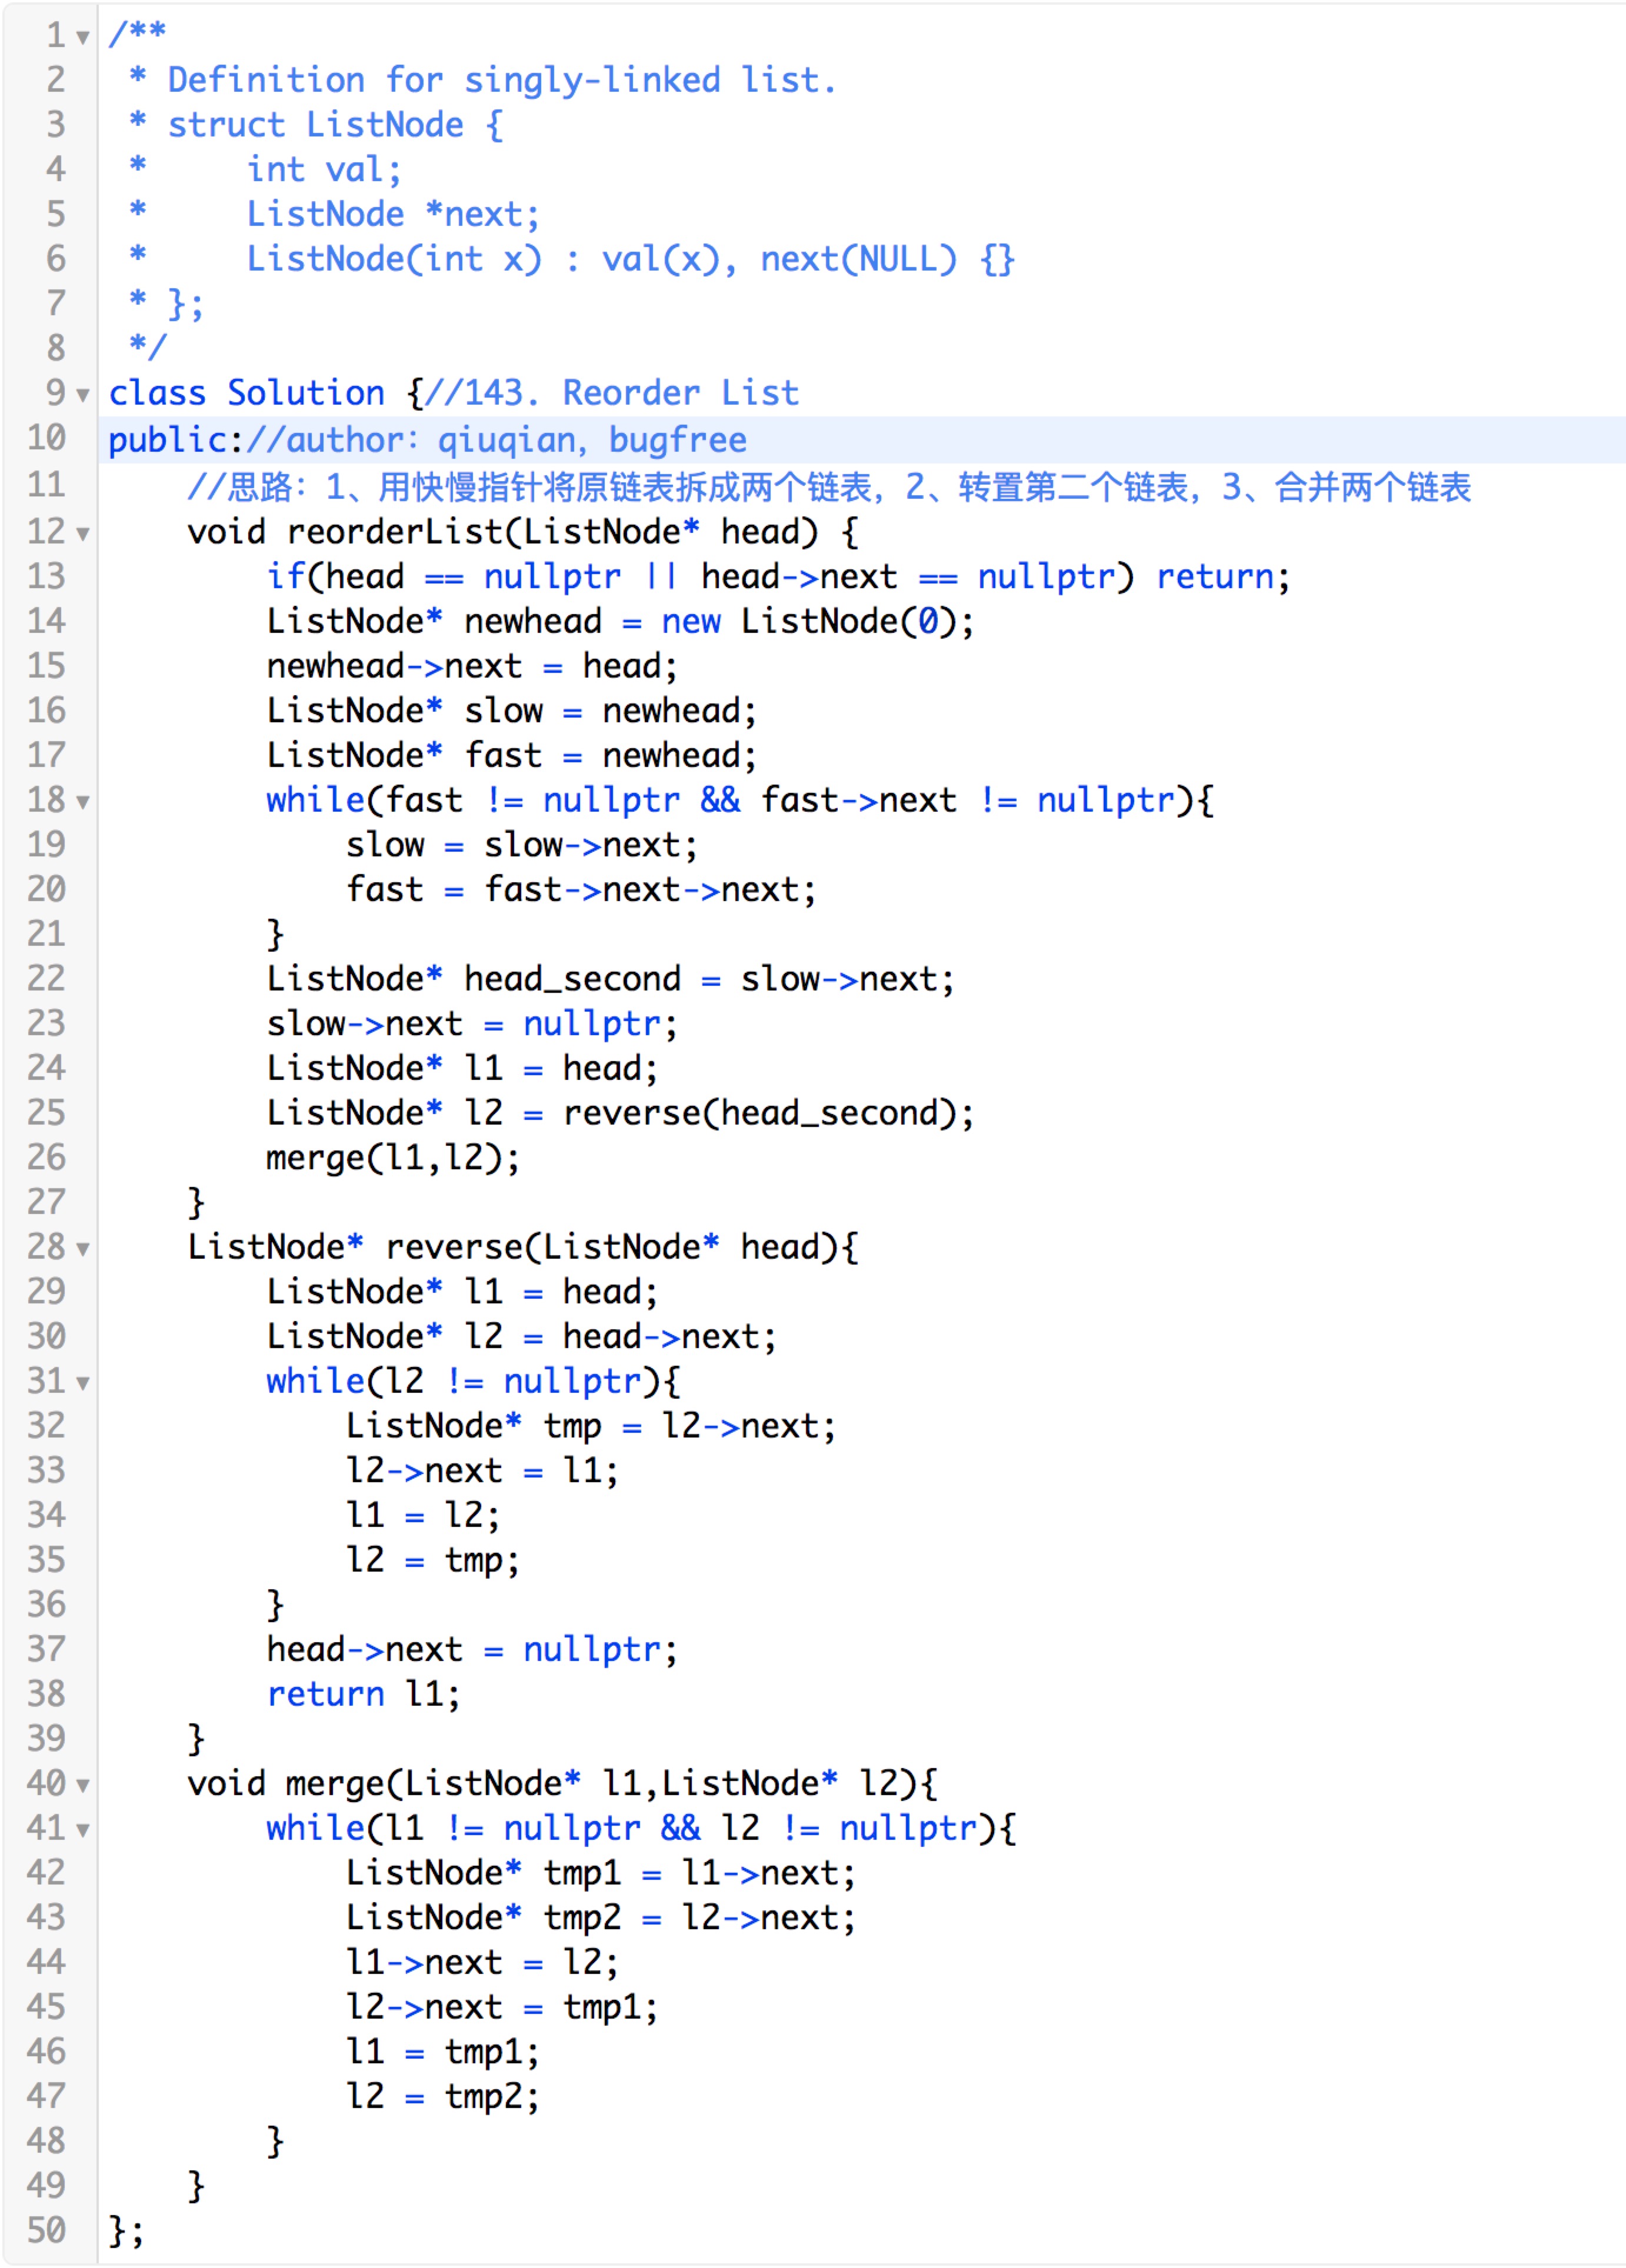 1 /**
2  * Definition for singly-linked list.
3  * struct ListNode {
4  *     int val;
5  *     ListNode *next;
6  *     ListNode(int x) : val(x), next(NULL) {}
7  * };
8  */
9 class Solution {//143. Reorder List
10 public://author：qiuqian，bugfree
11     //思路：1、用快慢指针将原链表拆成两个链表，2、转置第二个链表，3、合并两个链表
12     void reorderList(ListNode* head) {
13         if(head == nullptr || head->next == nullptr) return;
14         ListNode* newhead = new ListNode(0);
15         newhead->next = head;
16         ListNode* slow = newhead;
17         ListNode* fast = newhead;
18         while(fast != nullptr && fast->next != nullptr){
19             slow = slow->next;
20             fast = fast->next->next;
21         }
22         ListNode* head_second = slow->next;
23         slow->next = nullptr;
24         ListNode* l1 = head;
25         ListNode* l2 = reverse(head_second);
26         merge(l1,l2);
27     }
28     ListNode* reverse(ListNode* head){
29         ListNode* l1 = head;
30         ListNode* l2 = head->next;
31         while(l2 != nullptr){
32             ListNode* tmp = l2->next;
33             l2->next = l1;
34             l1 = l2;
35             l2 = tmp;
36         }
37         head->next = nullptr;
38         return l1;
39     }
40     void merge(ListNode* l1,ListNode* l2){
41         while(l1 != nullptr && l2 != nullptr){
42             ListNode* tmp1 = l1->next;
43             ListNode* tmp2 = l2->next;
44             l1->next = l2;
45             l2->next = tmp1;
46             l1 = tmp1;
47             l2 = tmp2;
48         }
49     }
50 };